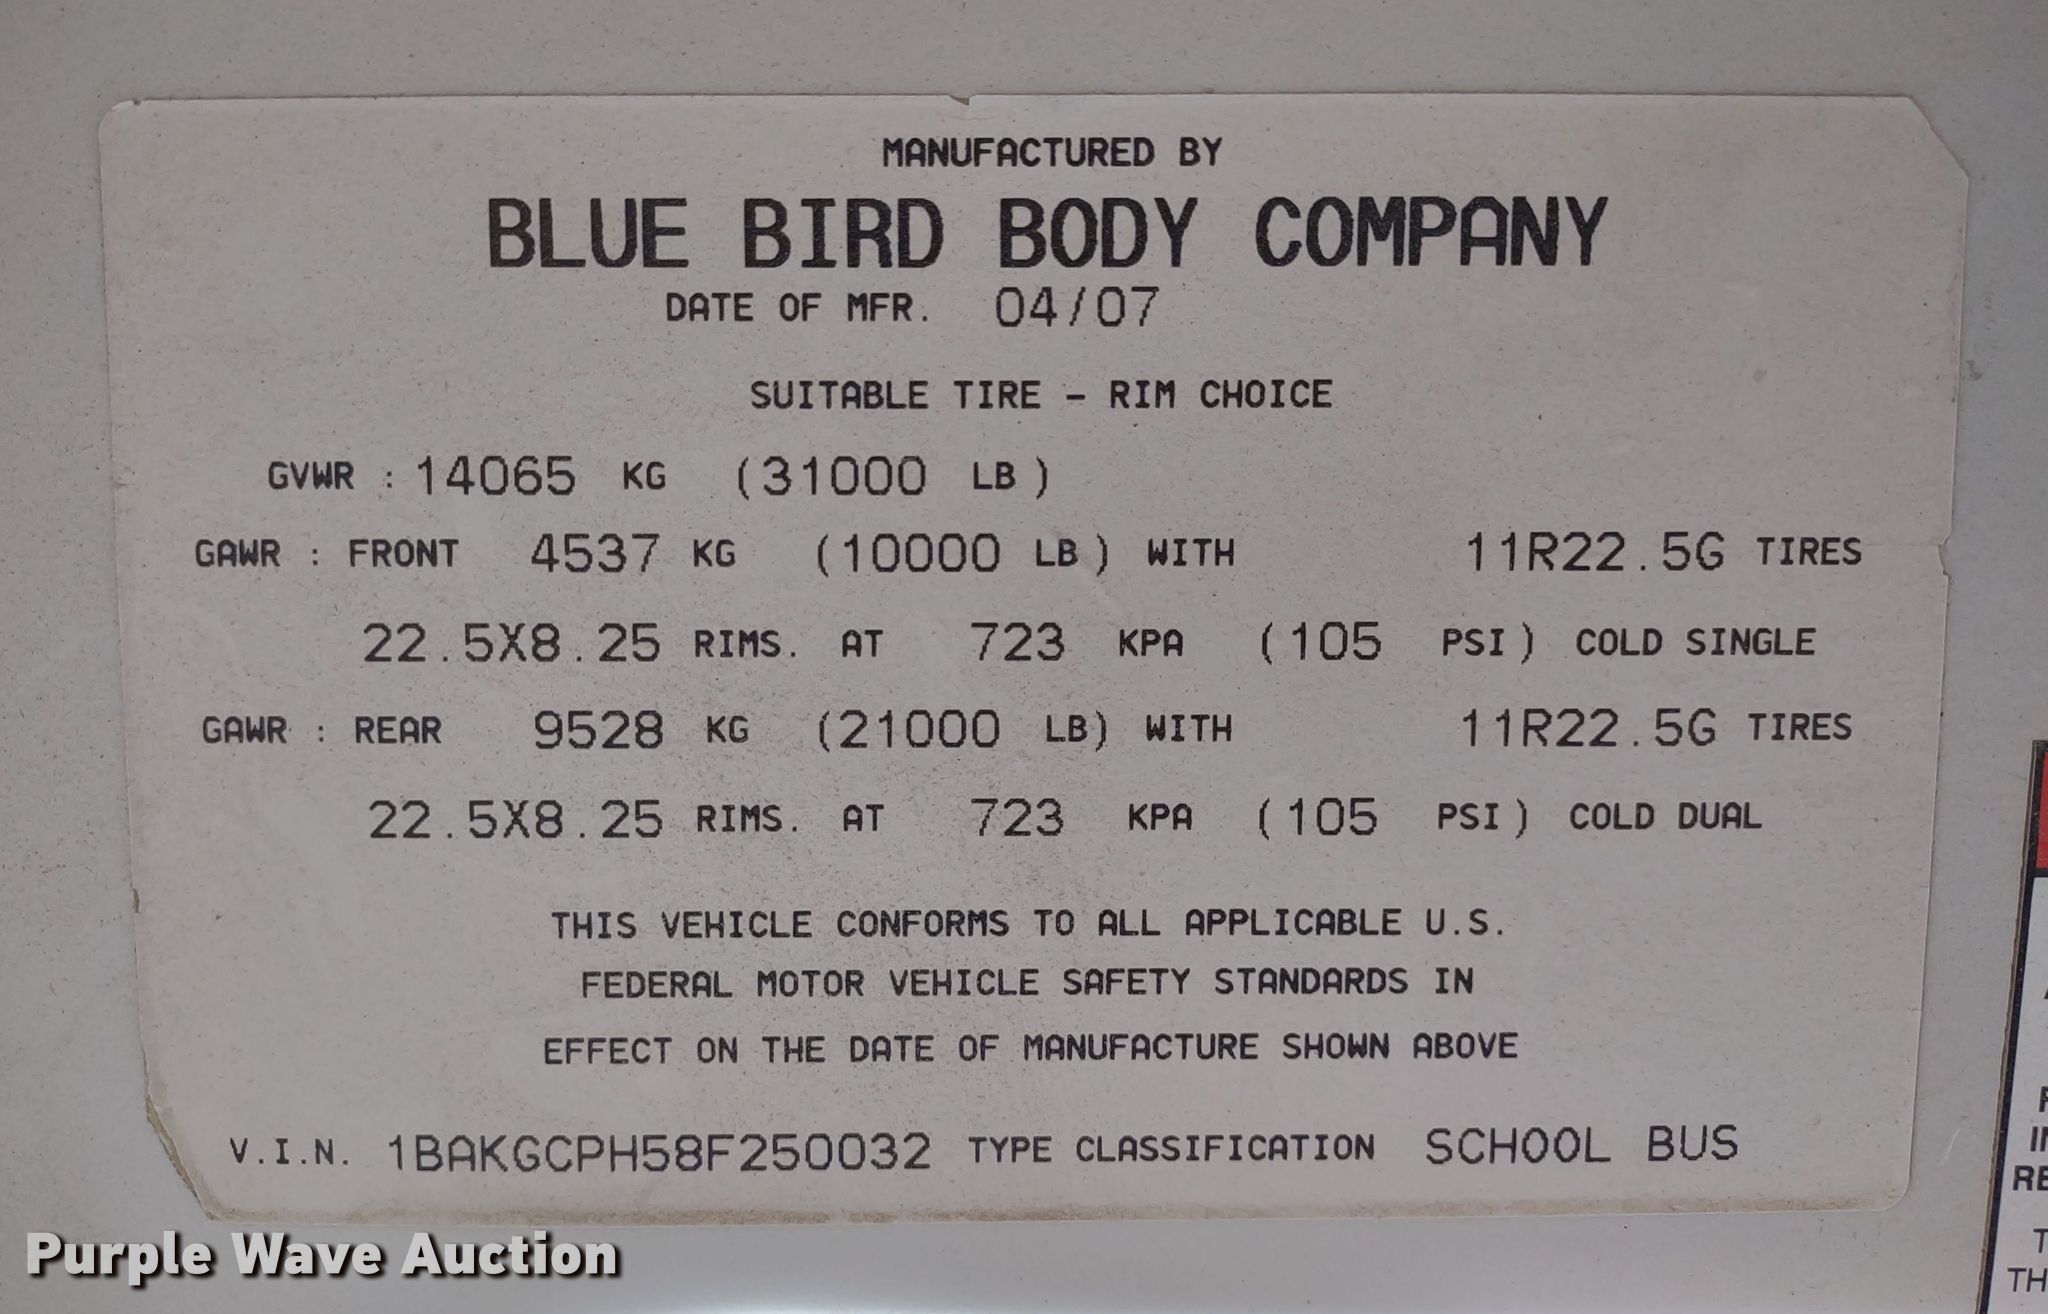 MANUFACTURED BY
BLUE BIRD BODY COMPANY
DATE OF MFR. 04/07
SUITABLE TIRE - RIM CHOICE
GVWR : 14065 KG (31000 LB)
GAWR : FRONT 4537 KG (10000 LB) WITH 11R22.5G TIRES
22.5X8.25 RIMS. AT 723 KPA (105 PSI) COLD SINGLE
GAWR : REAR 9528 KG (21000 LB) WITH 11R22.5G TIRES
22.5X8.25 RIMS. AT 723 KPA (105 PSI) COLD DUAL
THIS VEHICLE CONFORMS TO ALL APPLICABLE U.S.
FEDERAL MOTOR VEHICLE SAFETY STANDARDS IN
EFFECT ON THE DATE OF MANUFACTURE SHOWN ABOVE
V.I.N. 1BAKGCPH58F250032 TYPE CLASSIFICATION SCHOOL BUS
Purple Wave Auction